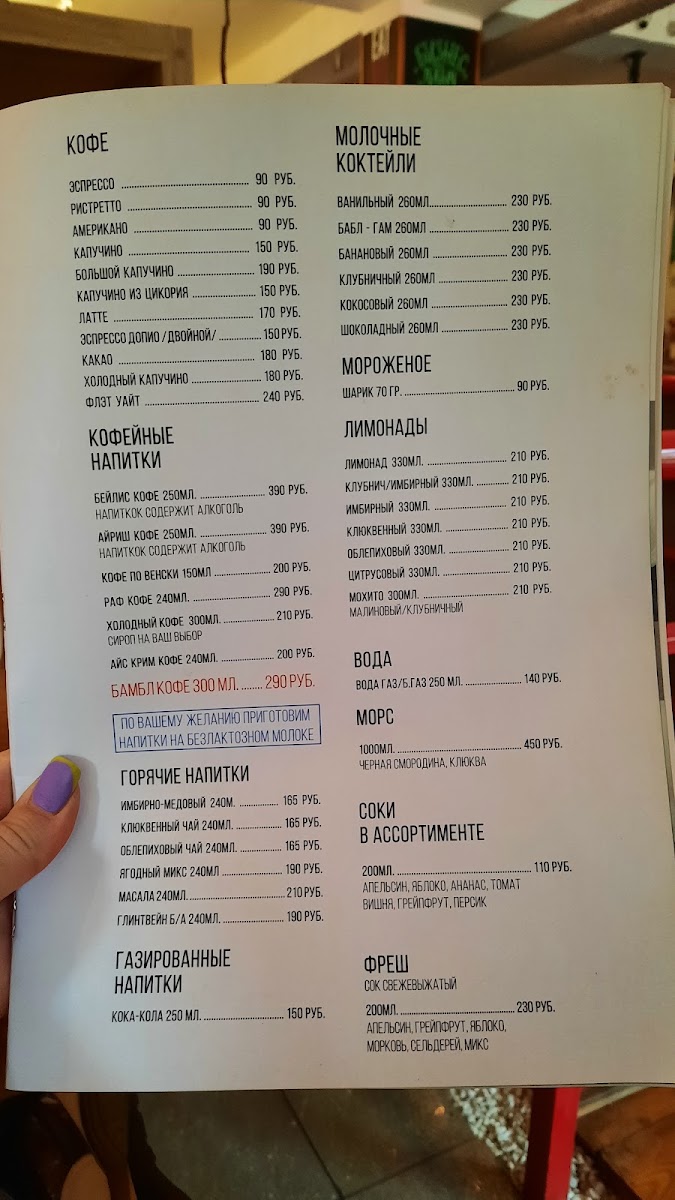 КОФЕ
ЭСПРЕССО 90 РУБ.
РИСТРЕТТО 90 РУБ.
АМЕРИКАНО 90 РУБ.
КАПУЧИНО 150 РУБ.
БОЛЬШОЙ КАПУЧИНО 190 РУБ.
КАПУЧИНО ИЗ ЦИКОРИЯ 150 РУБ.
ЛАТТЕ 170 РУБ.
ЭСПРЕССО ДОПИО /ДВОЙНОЙ/ 150 РУБ.
КАКАО 180 РУБ.
ХОЛОДНЫЙ КАПУЧИНО 180 РУБ.
ФЛЭТ УАЙТ 240 РУБ.
КОФЕЙНЫЕ
НАПИТКИ
БЕЙЛИС КОФЕ 250МЛ. 390 РУБ.
НАПИТКОК СОДЕРЖИТ АЛКОГОЛЬ
АЙРИШ КОФЕ 250МЛ. 390 РУБ.
НАПИТКОК СОДЕРЖИТ АЛКОГОЛЬ
КОФЕ ПО ВЕНСКИ 150МЛ 200 РУБ.
РАФ КОФЕ 240МЛ. 290 РУБ.
ХОЛОДНЫЙ КОФЕ 300МЛ. 210 РУБ.
СИРОП НА ВАШ ВЫБОР
АЙС КРИМ КОФЕ 240МЛ. 200 РУБ.
БАМБЛ КОФЕ 300 МЛ. 290 РУБ.
ПО ВАШЕМУ ЖЕЛАНИЮ ПРИГОТОВИМ
НАПИТКИ НА БЕЗЛАКТОЗНОМ МОЛОКЕ
ГОРЯЧИЕ НАПИТКИ
ИМБИРНО-МЕДОВЫЙ 240М. 165 РУБ.
КЛЮКВЕННЫЙ ЧАЙ 240МЛ. 165 РУБ.
ОБЛЕПИХОВЫЙ ЧАЙ 240МЛ. 165 РУБ.
ЯГОДНЫЙ МИКС 240МЛ 190 РУБ.
МАСАЛА 240МЛ. 210 РУБ.
ГЛИНТВЕЙН Б/А 240МЛ. 190 РУБ.
ГАЗИРОВАННЫЕ
НАПИТКИ
КОКА-КОЛА 250 МЛ. 150 РУБ.
МОЛОЧНЫЕ
КОКТЕЙЛИ
ВАНИЛЬНЫЙ 260МЛ. 230 РУБ.
БАБЛ - ГАМ 260МЛ 230 РУБ.
БАНАНОВЫЙ 260МЛ 230 РУБ.
КЛУБНИЧНЫЙ 260МЛ 230 РУБ.
КОКОСОВЫЙ 260МЛ 230 РУБ.
ШОКОЛАДНЫЙ 260МЛ 230 РУБ.
МОРОЖЕНОЕ
ШАРИК 70 ГР. 90 РУБ.
ЛИМОНАДЫ
ЛИМОНАД 330МЛ. 210 РУБ.
КЛУБНИЧ/ИМБИРНЫЙ 330МЛ. 210 РУБ.
ИМБИРНЫЙ 330МЛ. 210 РУБ.
КЛЮКВЕННЫЙ 330МЛ. 210 РУБ.
ОБЛЕПИХОВЫЙ 330МЛ. 210 РУБ.
ЦИТРУСОВЫЙ 330МЛ. 210 РУБ.
МОХИТО 300МЛ. 210 РУБ.
МАЛИНОВЫЙ/КЛУБНИЧНЫЙ
ВОДА
ВОДА ГАЗ/Б.ГАЗ 250 МЛ. 140 РУБ.
МОРС
1000МЛ. 450 РУБ.
ЧЕРНАЯ СМОРОДИНА, КЛЮКВА
СОКИ
В АССОРТИМЕНТЕ
200МЛ. 110 РУБ.
АПЕЛЬСИН, ЯБЛОКО, АНАНАС, ТОМАТ
ВИШНЯ, ГРЕЙПФРУТ, ПЕРСИК
ФРЕШ
СОК СВЕЖЕВЫЖАТЫЙ
200МЛ. 230 РУБ.
АПЕЛЬСИН, ГРЕЙПФРУТ, ЯБЛОКО,
МОРКОВЬ, СЕЛЬДЕРЕЙ, МИКС